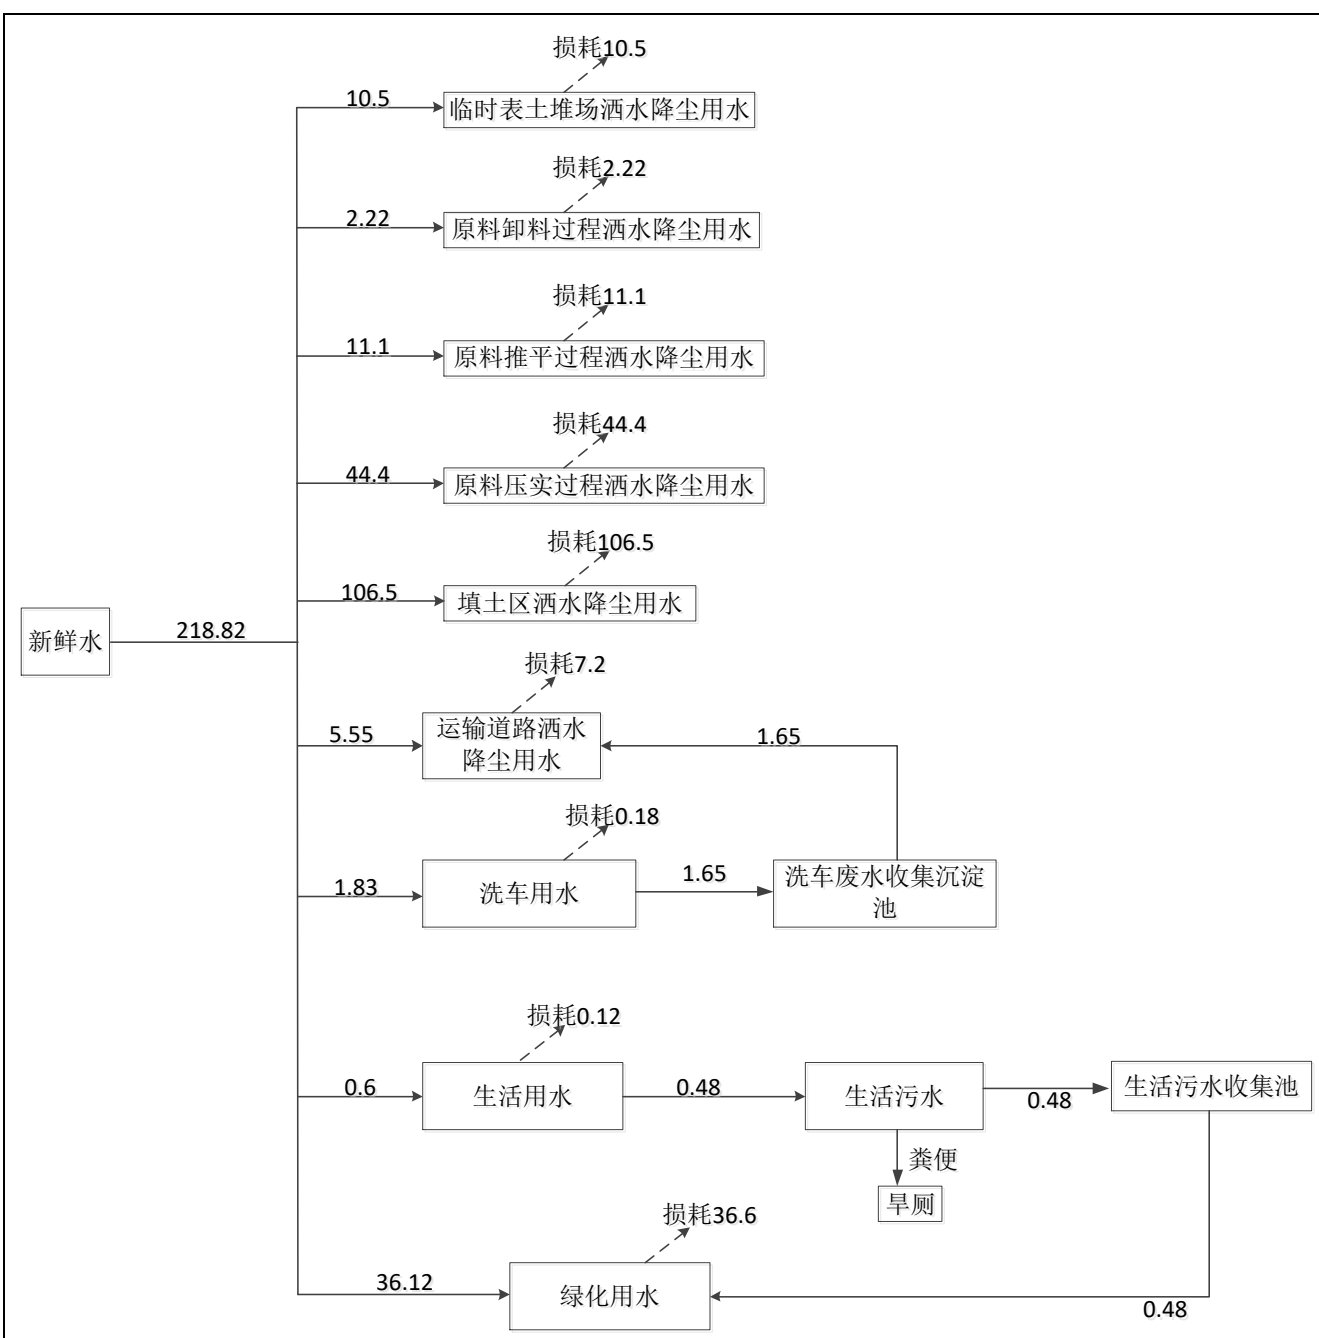 损耗10.5
10.5
临时表土堆场洒水降尘用水
损耗2.22
2.22
原料卸料过程洒水降尘用水
损耗11.1
11.1
原料推平过程洒水降尘用水
损耗44.4
44.4
原料压实过程洒水降尘用水
损耗106.5
106.5
填土区洒水降尘用水
新鲜水
218.82
损耗7.2
5.55
运输道路洒水
降尘用水
1.65
损耗0.18
1.83
洗车用水
1.65
洗车废水收集沉淀
池
损耗0.12
0.6
生活用水
0.48
生活污水
0.48
生活污水收集池
粪便
旱厕
损耗36.6
36.12
绿化用水
0.48